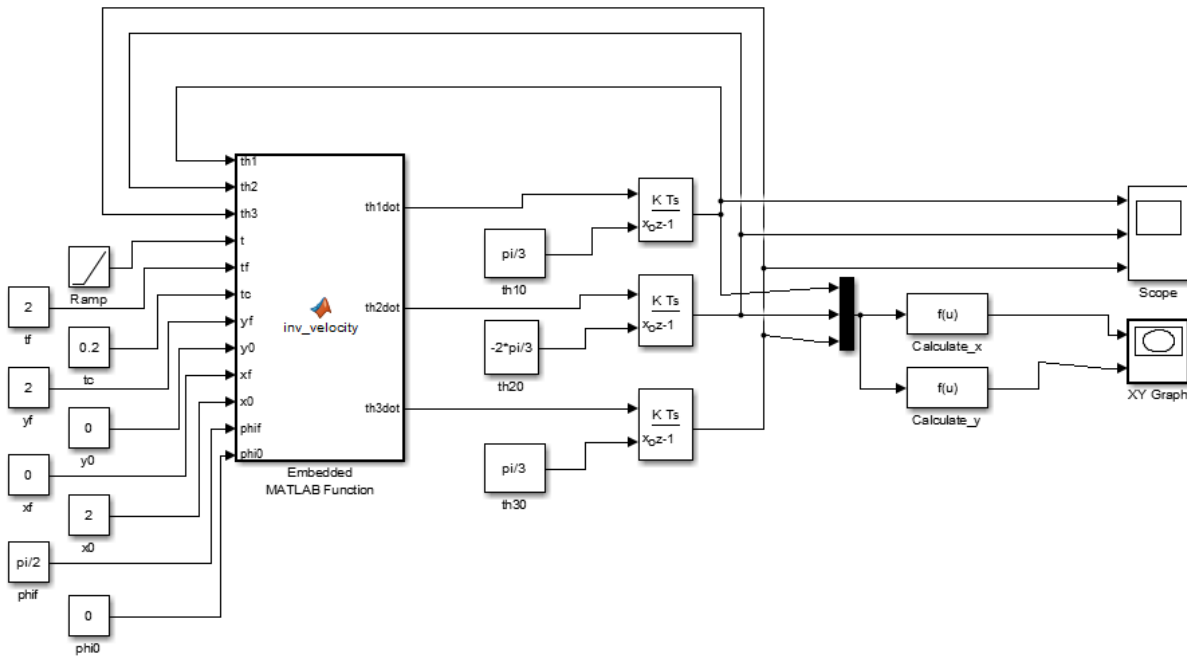 th1
th2
th3
t
tf
tc
yf
y0
xf
x0
phif
phi0
th1dot
th2dot
th3dot
inv_velocity
Embedded
MATLAB Function
Ramp
2
tf
0.2
tc
2
yf
0
y0
0
xf
2
x0
pi/2
phif
0
phi0
pi/3
th10
-2*pi/3
th20
pi/3
th30
K Ts
xoz-1
K Ts
xoz-1
K Ts
xoz-1
f(u)
Calculate_x
f(u)
Calculate_y
Scope
XY Graph